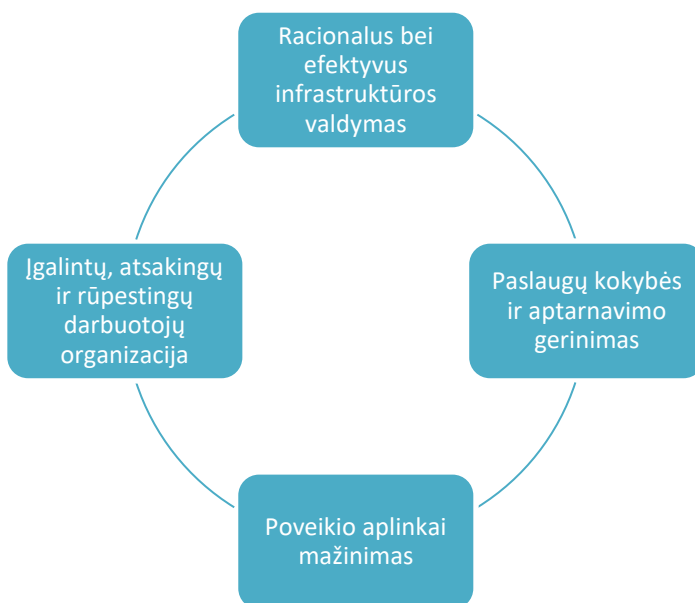 Racionalus bei
efektyvus
infrastruktūros
valdymas
Įgalintų, atsakingų
ir rūpestingų
darbuotojų
organizacija
Paslaugų kokybės
ir aptarnavimo
gerinimas
Poveikio aplinkai
mažinimas